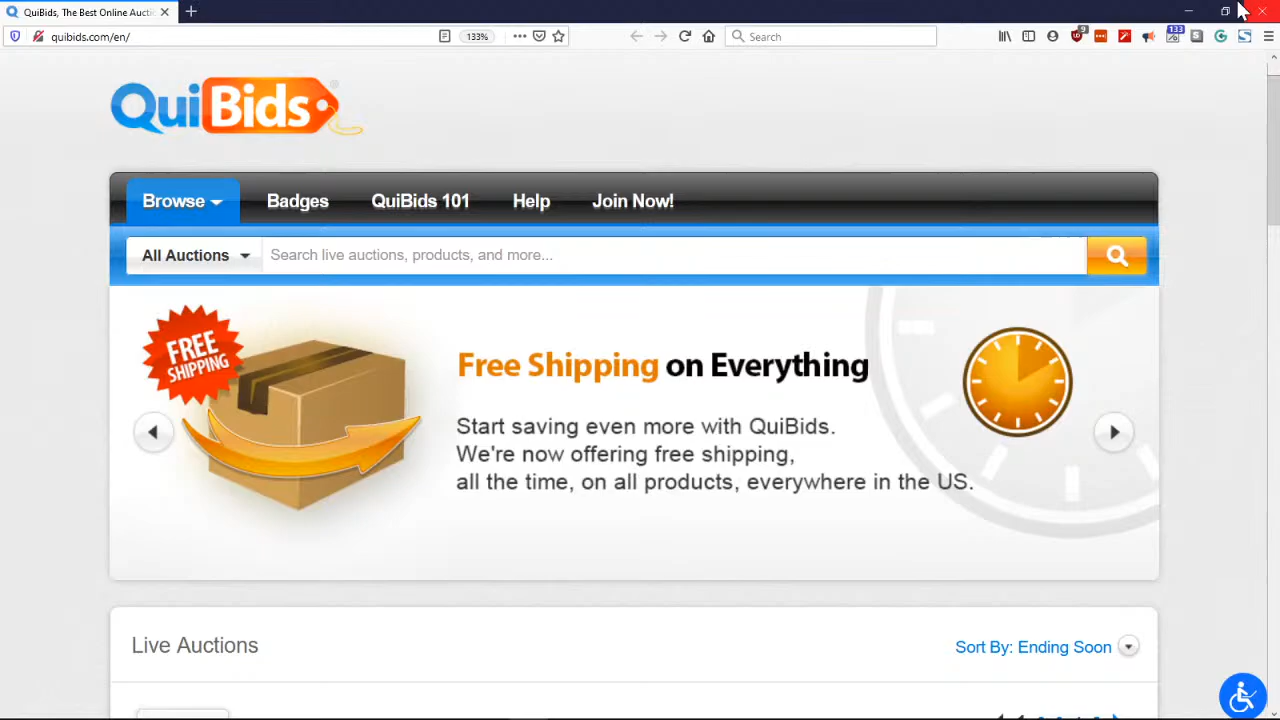 QuiBids, The Best Online Aucti
quibids.com/en/
133%
Search
9
133
QuiBids
Browse
Badges
QuiBids 101
Help
Join Now!
All Auctions
Search live auctions, products, and more...
FREE
SHIPPING
Free Shipping on Everything
Start saving even more with QuiBids.
We're now offering free shipping,
all the time, on all products, everywhere in the US.
Live Auctions
Sort By: Ending Soon